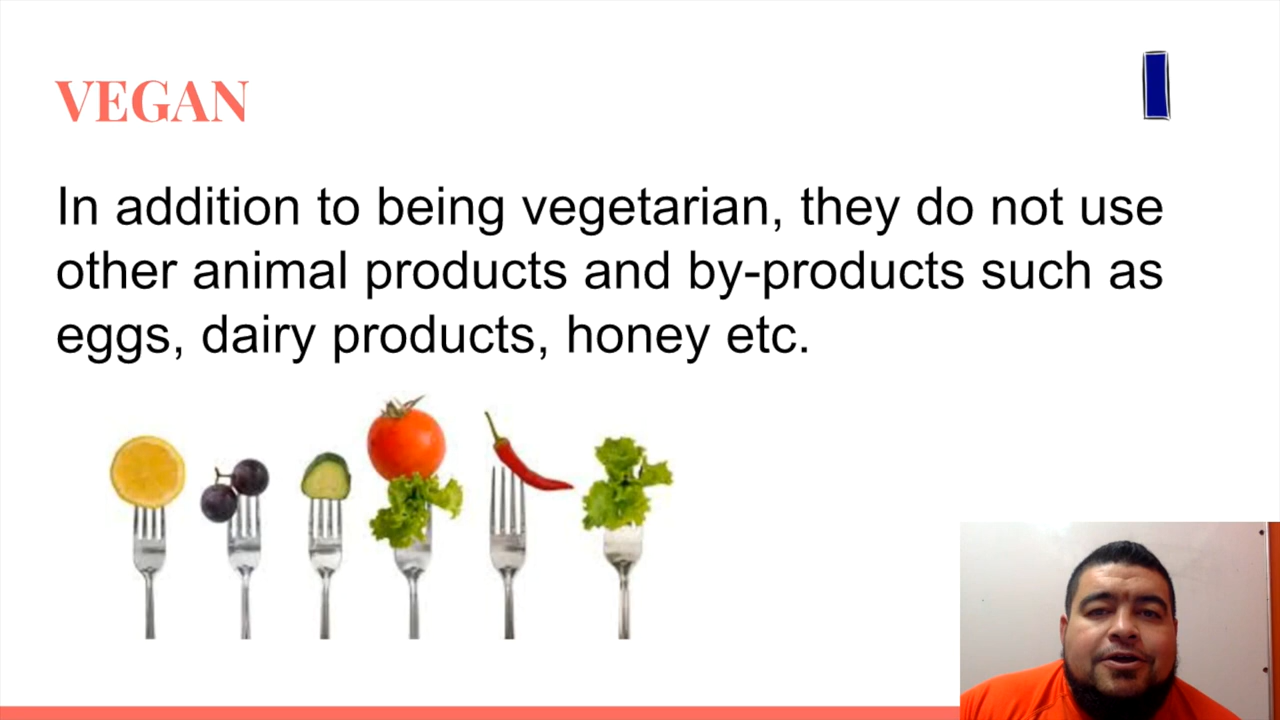 VEGAN
In addition to being vegetarian, they do not use
other animal products and by-products such as
eggs, dairy products, honey etc.